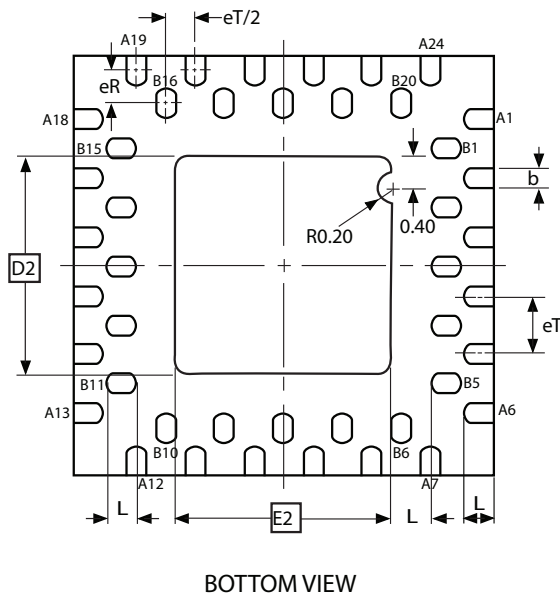 A19
eT/2
A24
eR
B16
B20
A18
A1
B15
B1
b
R0.20
0.40
D2
eT
B11
B5
A13
A6
B10
B6
A12
A7
L
E2
L
L
BOTTOM VIEW